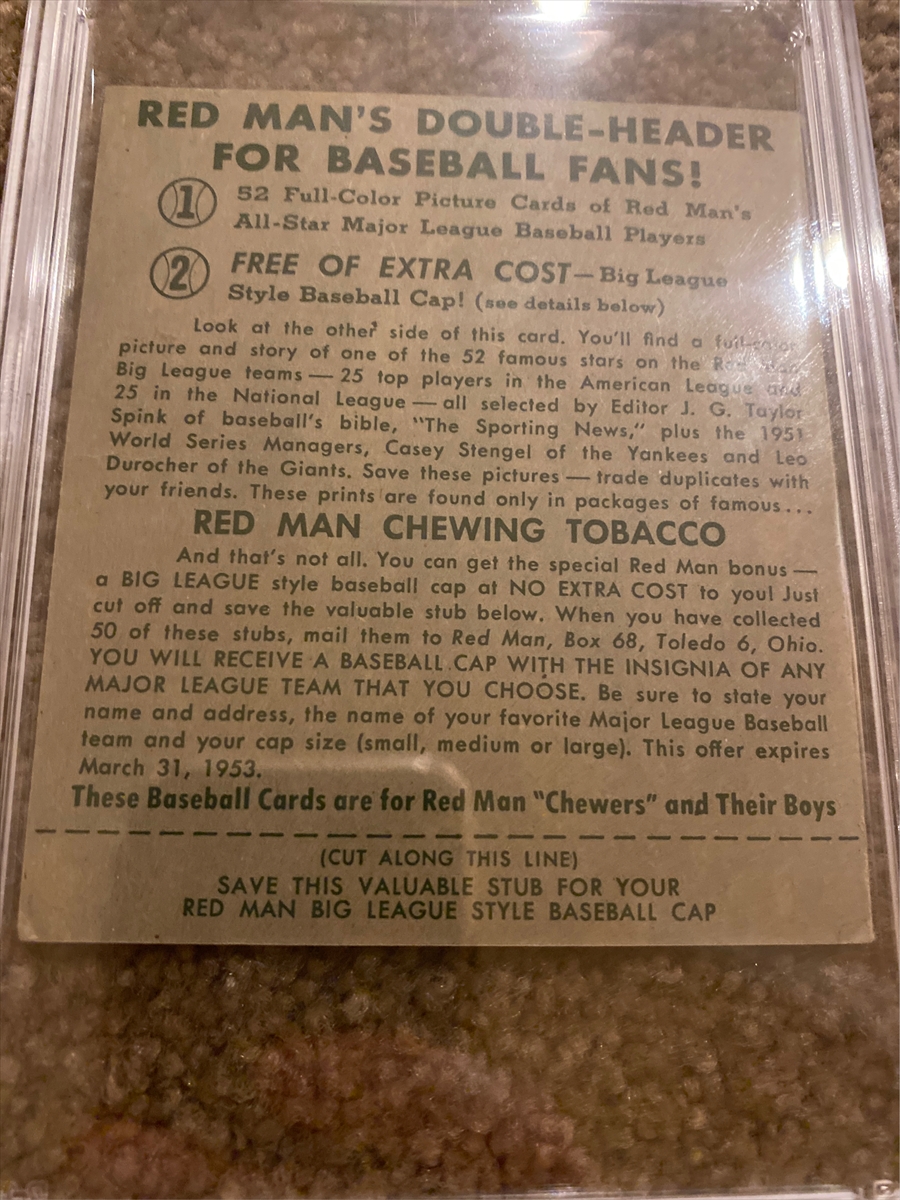 RED MAN'S DOUBLE-HEADER
FOR BASEBALL FANS!
1 52 Full-Color Picture Cards of Red Man's
All-Star Major League Baseball Players
2 FREE OF EXTRA COST—Big League
Style Baseball Cap! (see details below)
Look at the other side of this card. You'll find a full-color
picture and story of one of the 52 famous stars on the Red Man
Big League teams — 25 top players in the American League and
25 in the National League — all selected by Editor J. G. Taylor
Spink of baseball's bible, "The Sporting News," plus the 1951
World Series Managers, Casey Stengel of the Yankees and Leo
Durocher of the Giants. Save these pictures — trade duplicates with
your friends. These prints are found only in packages of famous...
RED MAN CHEWING TOBACCO
And that's not all. You can get the special Red Man bonus —
a BIG LEAGUE style baseball cap at NO EXTRA COST to you! Just
cut off and save the valuable stub below. When you have collected
50 of these stubs, mail them to Red Man, Box 68, Toledo 6, Ohio.
YOU WILL RECEIVE A BASEBALL CAP WITH THE INSIGNIA OF ANY
MAJOR LEAGUE TEAM THAT YOU CHOOSE. Be sure to state your
name and address, the name of your favorite Major League Baseball
team and your cap size (small, medium or large). This offer expires
March 31, 1953.
These Baseball Cards are for Red Man "Chewers" and Their Boys
(CUT ALONG THIS LINE)
SAVE THIS VALUABLE STUB FOR YOUR
RED MAN BIG LEAGUE STYLE BASEBALL CAP